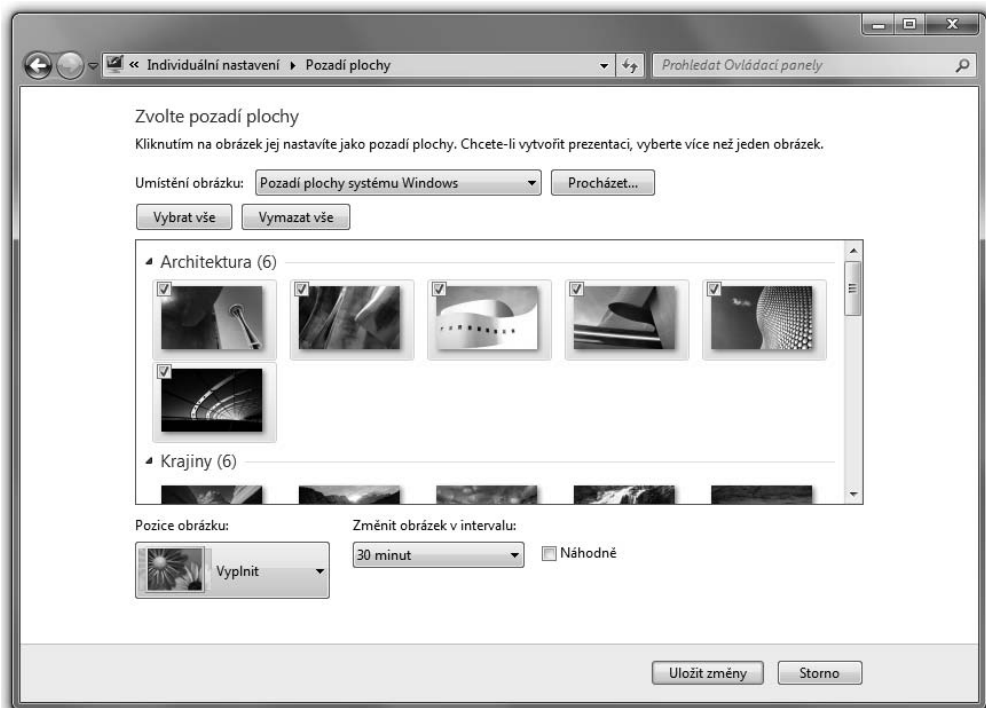 « Individuální nastavení ▸ Pozadí plochy
Prohledat Ovládací panely
Zvolte pozadí plochy
Kliknutím na obrázek jej nastavíte jako pozadí plochy. Chcete-li vytvořit prezentaci, vyberte více než jeden obrázek.
Umístění obrázku: Pozadí plochy systému Windows Procházet...
Vybrat vše Vymazat vše
Architektura (6)
Krajiny (6)
Pozice obrázku: Změnit obrázek v intervalu:
Vyplnit 30 minut Náhodně
Uložit změny Storno